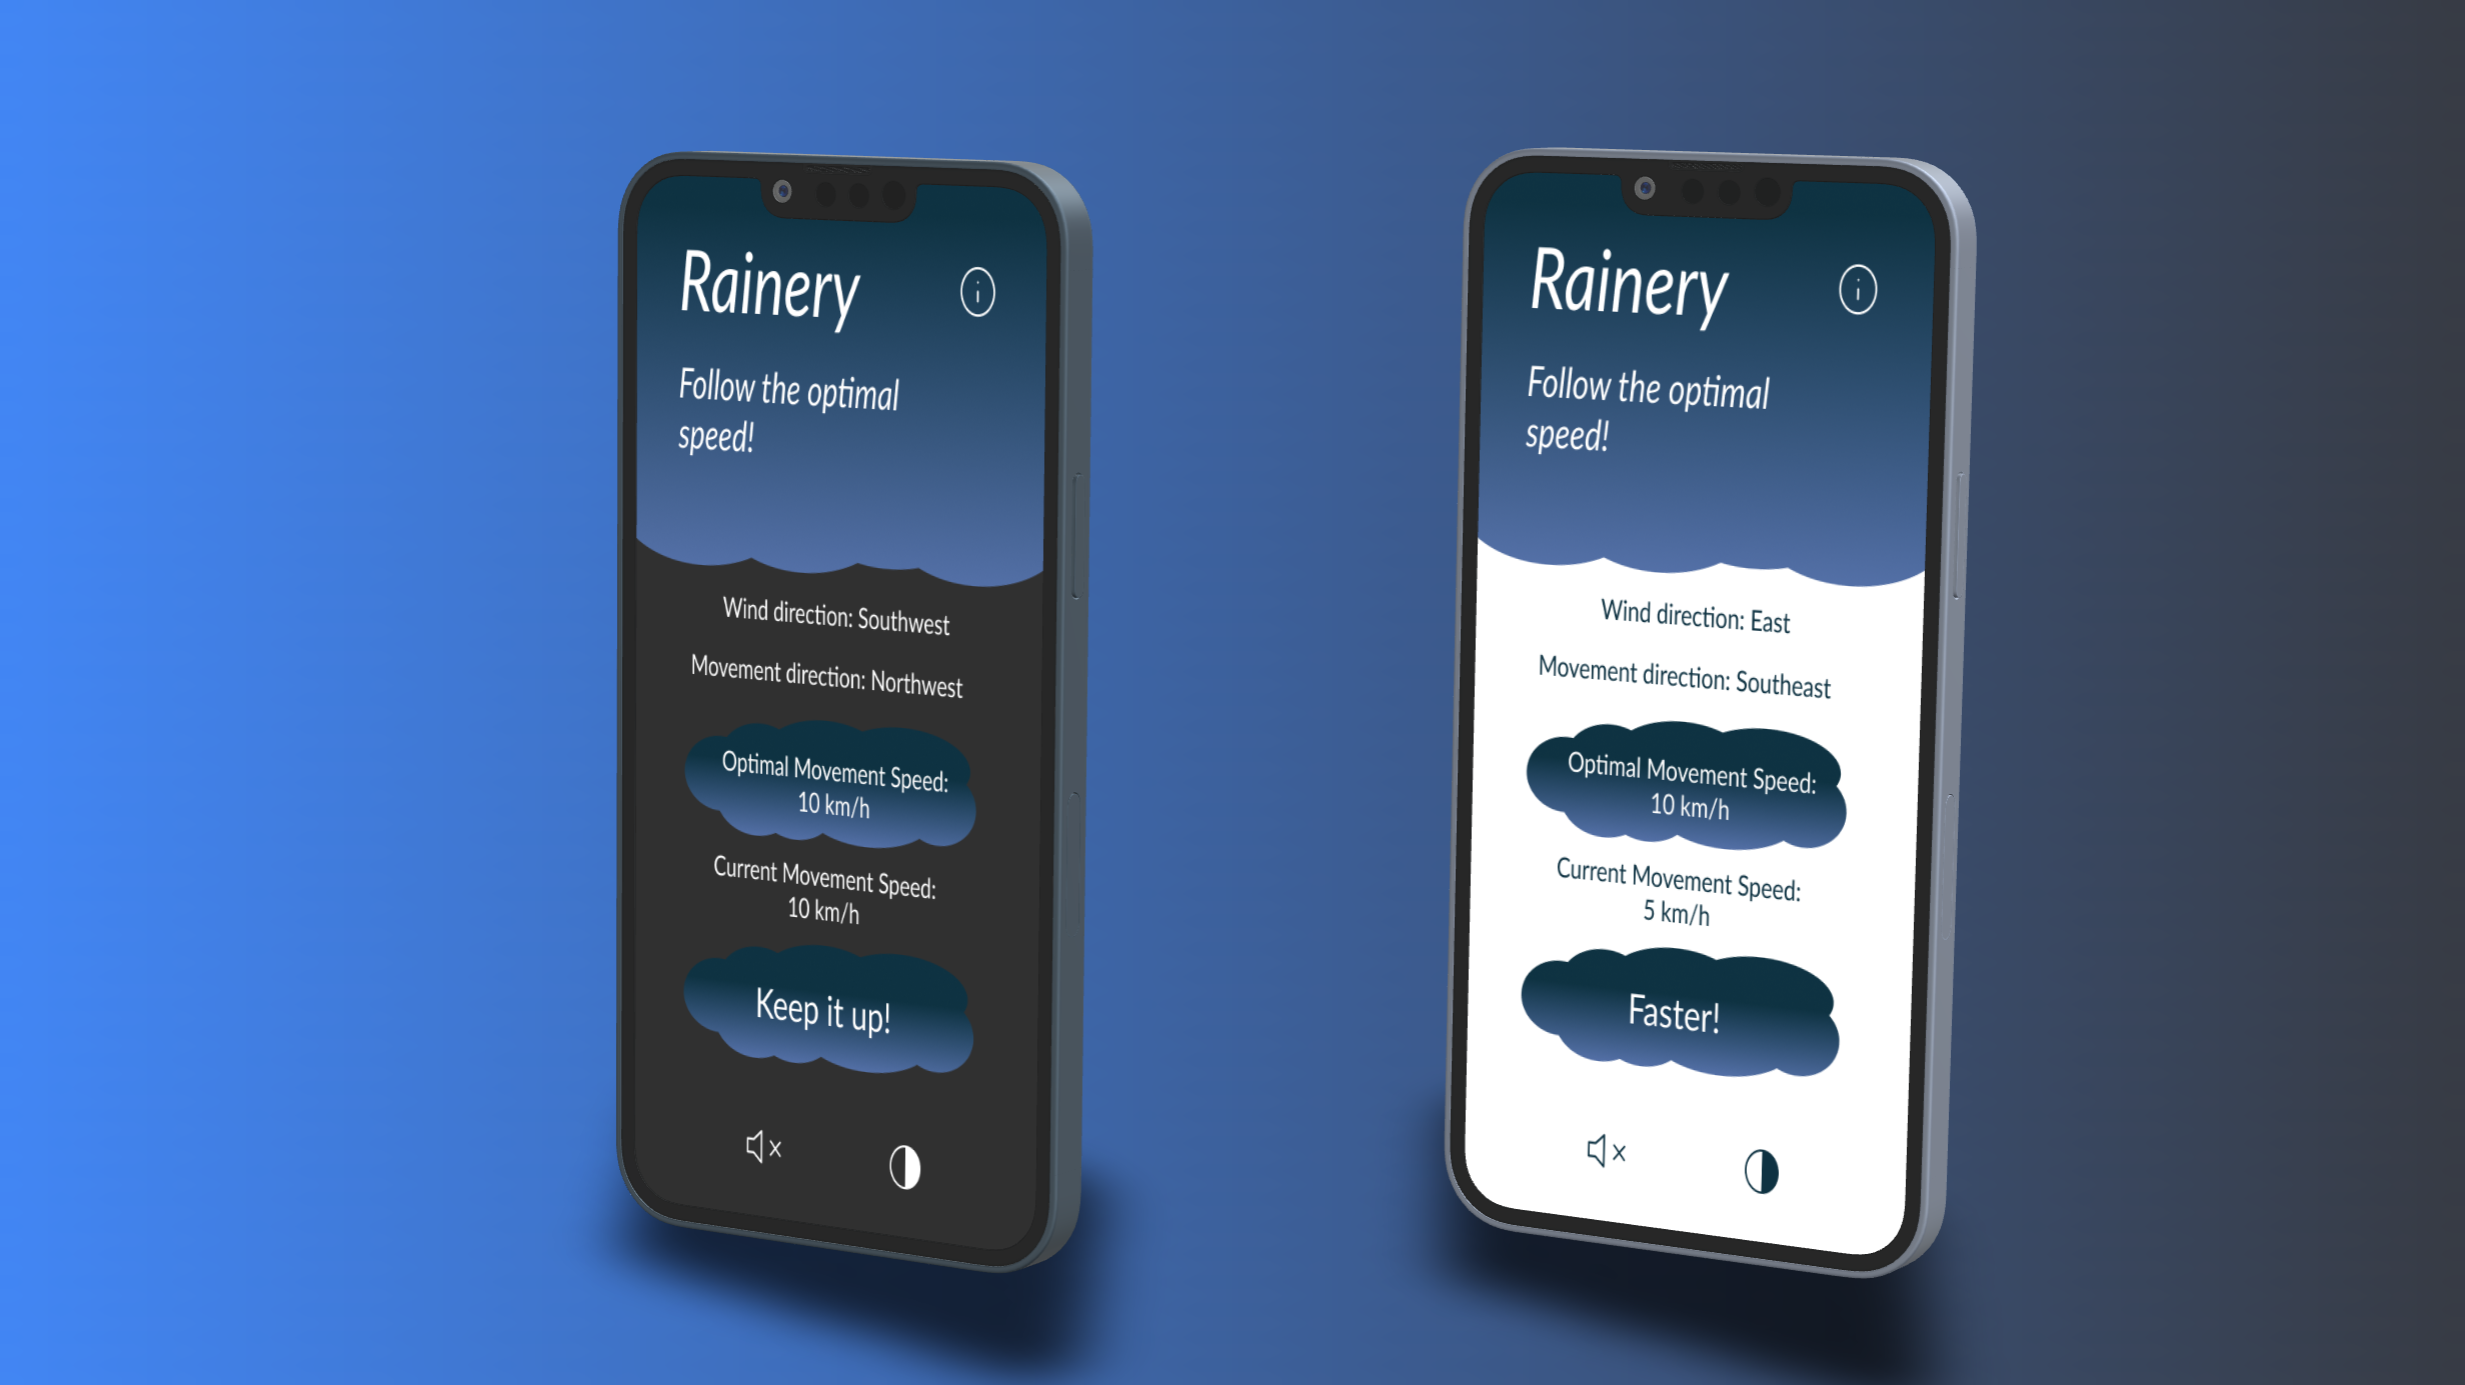 Rainery
Follow the optimal
speed!
Wind direction: Southwest
Movement direction: Northwest
Optimal Movement Speed:
10 km/h
Current Movement Speed:
10 km/h
Keep it up!
Rainery
Follow the optimal
speed!
Wind direction: East
Movement direction: Southeast
Optimal Movement Speed:
10 km/h
Current Movement Speed:
5 km/h
Faster!